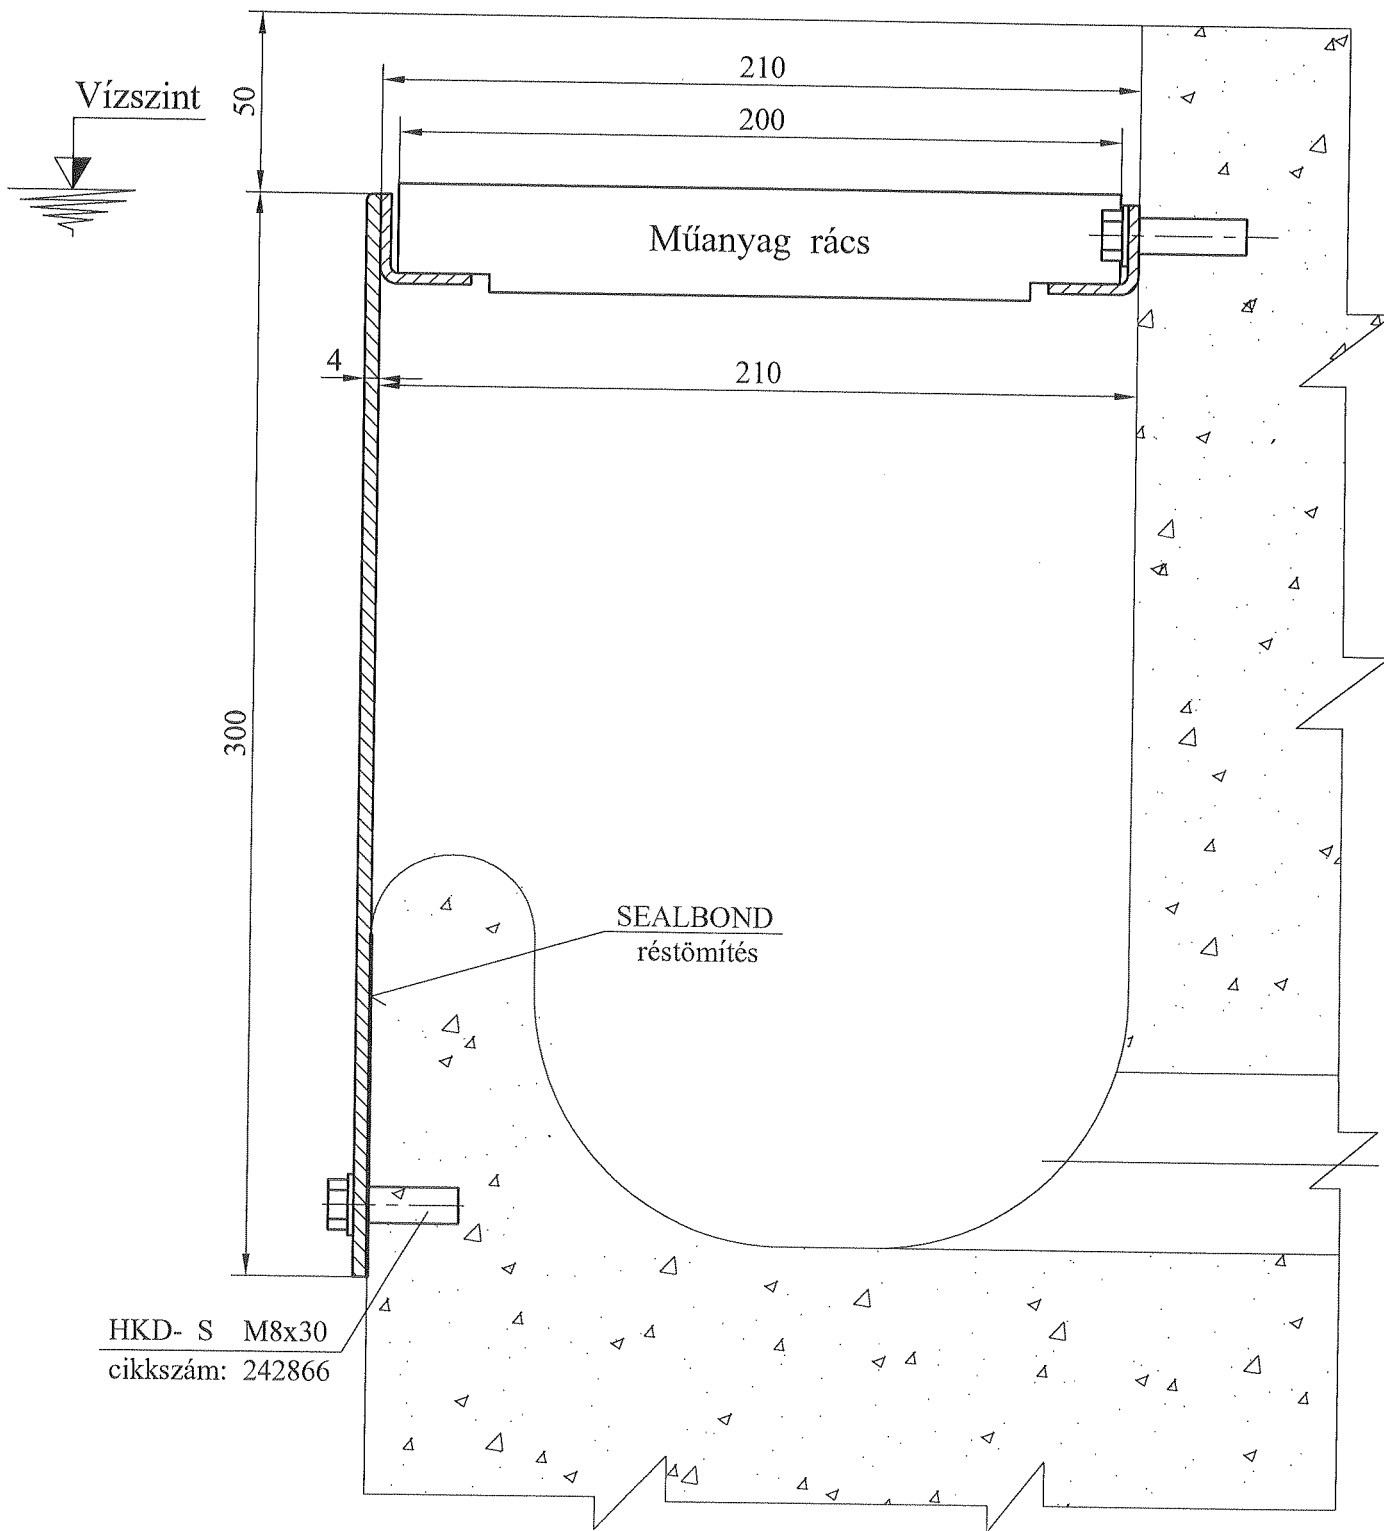 210
Vízszint
50
200
Műanyag rács
4
210
300
SEALBOND
réstömítés
HKD- S M8x30
cikkszám: 242866